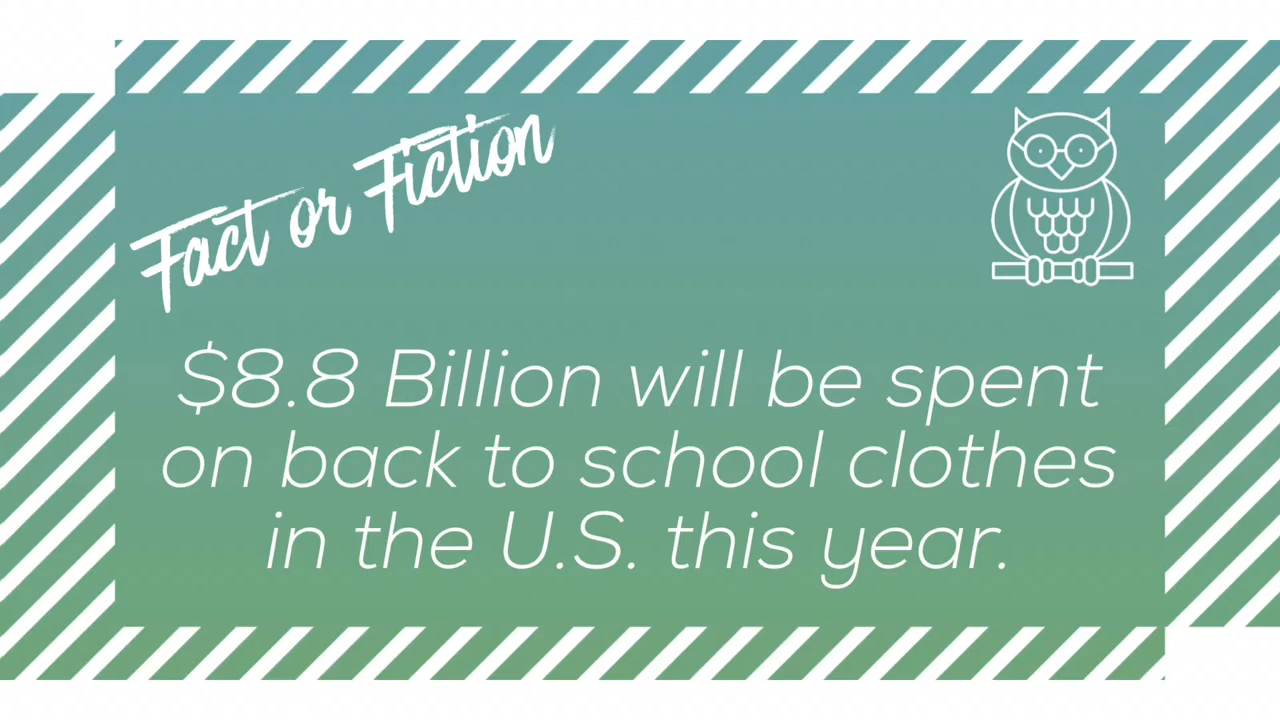 Fact or Fiction
$8.8 Billion will be spent
on back to school clothes
in the U.S. this year.